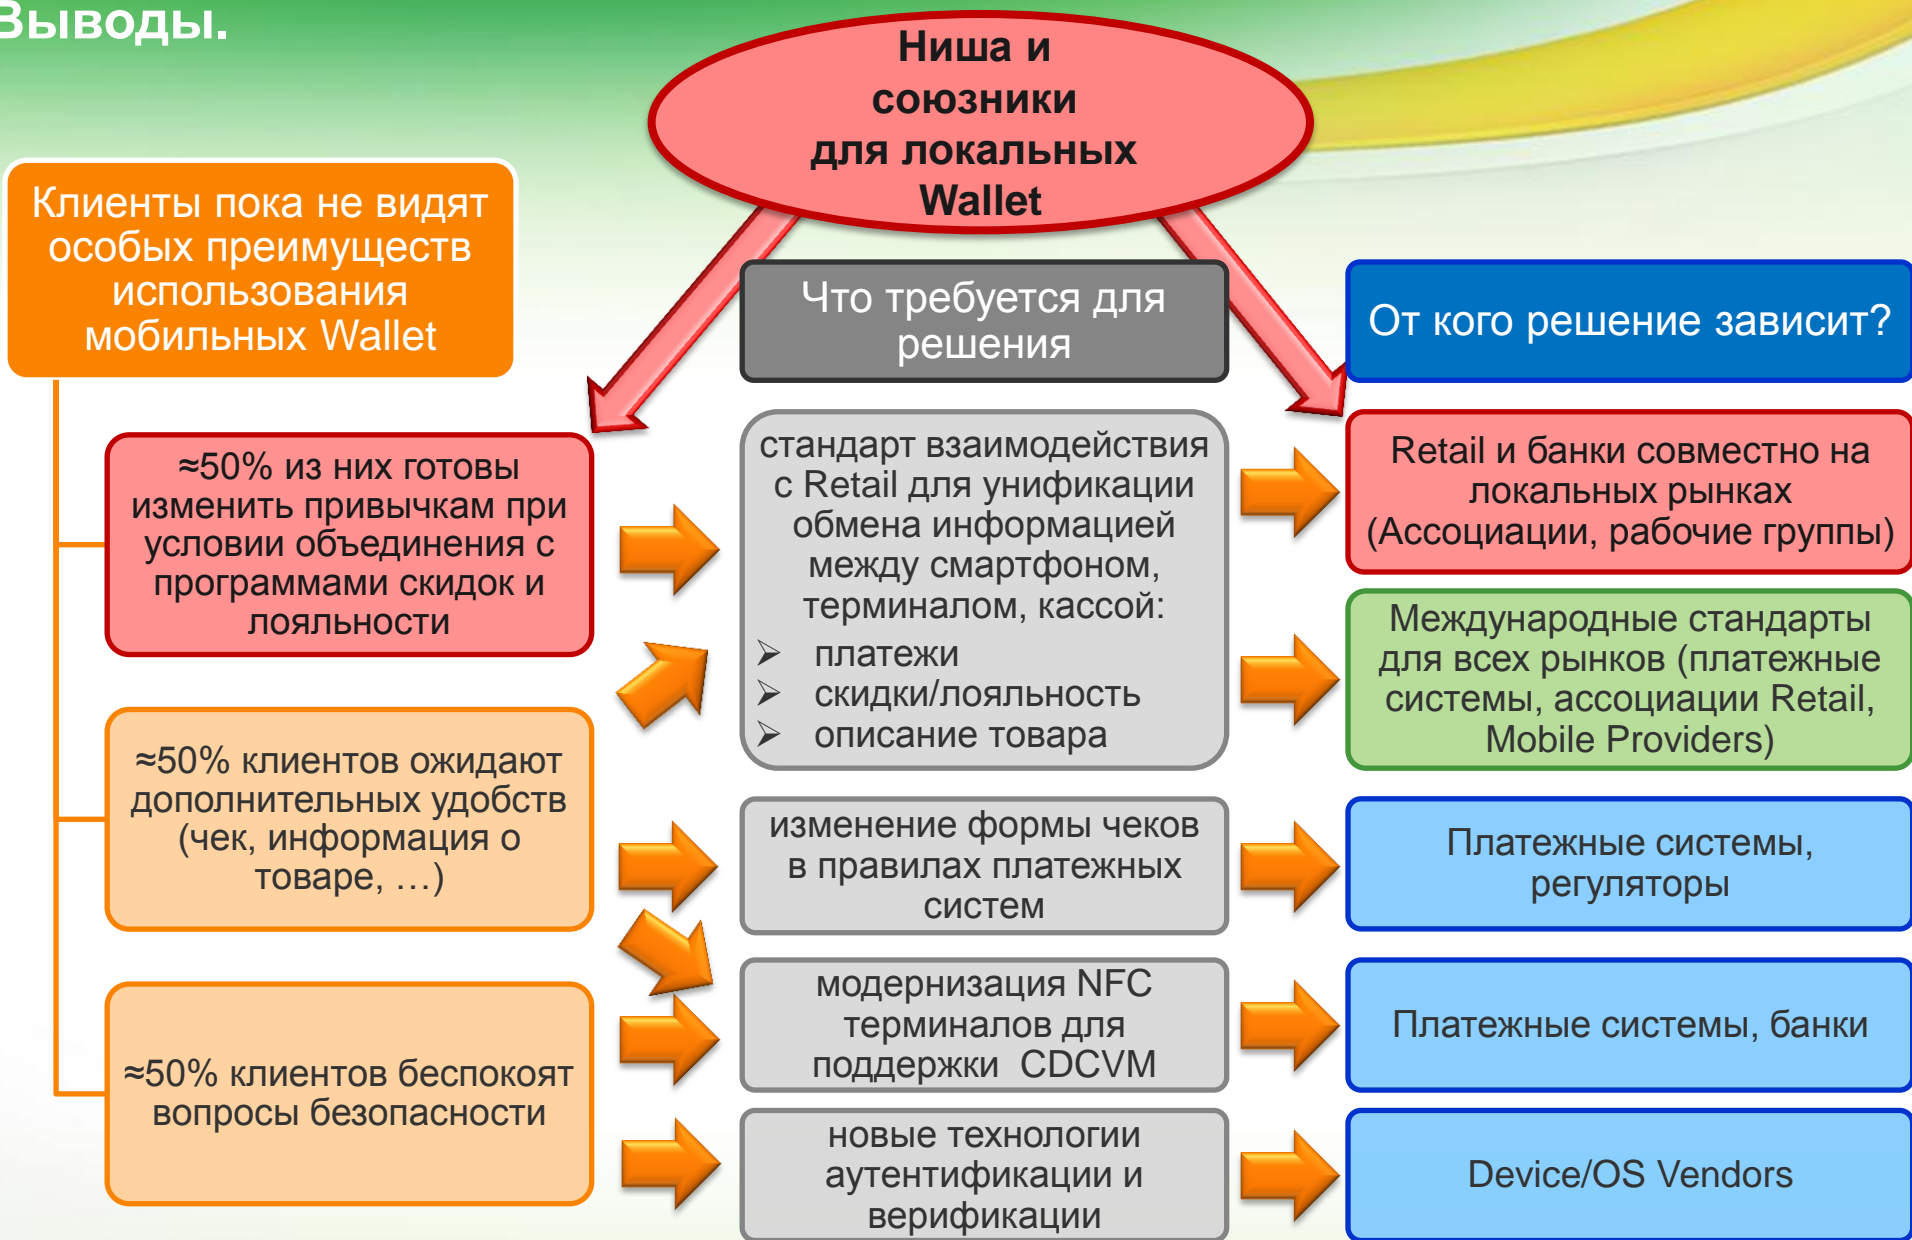 Выводы.
Ниша и
союзники
для локальных
Wallet
Клиенты пока не видят
особых преимуществ
использования
мобильных Wallet
Что требуется для
решения
От кого решение зависит?
≈50% из них готовы
изменить привычкам при
условии объединения с
программами скидок и
лояльности
стандарт взаимодействия
с Retail для унификации
обмена информацией
между смартфоном,
терминалом, кассой:
➢ платежи
➢ скидки/лояльность
➢ описание товара
Retail и банки совместно на
локальных рынках
(Ассоциации, рабочие группы)
Международные стандарты
для всех рынков (платежные
системы, ассоциации Retail,
Mobile Providers)
≈50% клиентов ожидают
дополнительных удобств
(чек, информация о
товаре, …)
изменение формы чеков
в правилах платежных
систем
Платежные системы,
регуляторы
модернизация NFC
терминалов для
поддержки CDCVM
Платежные системы, банки
≈50% клиентов беспокоят
вопросы безопасности
новые технологии
аутентификации и
верификации
Device/OS Vendors